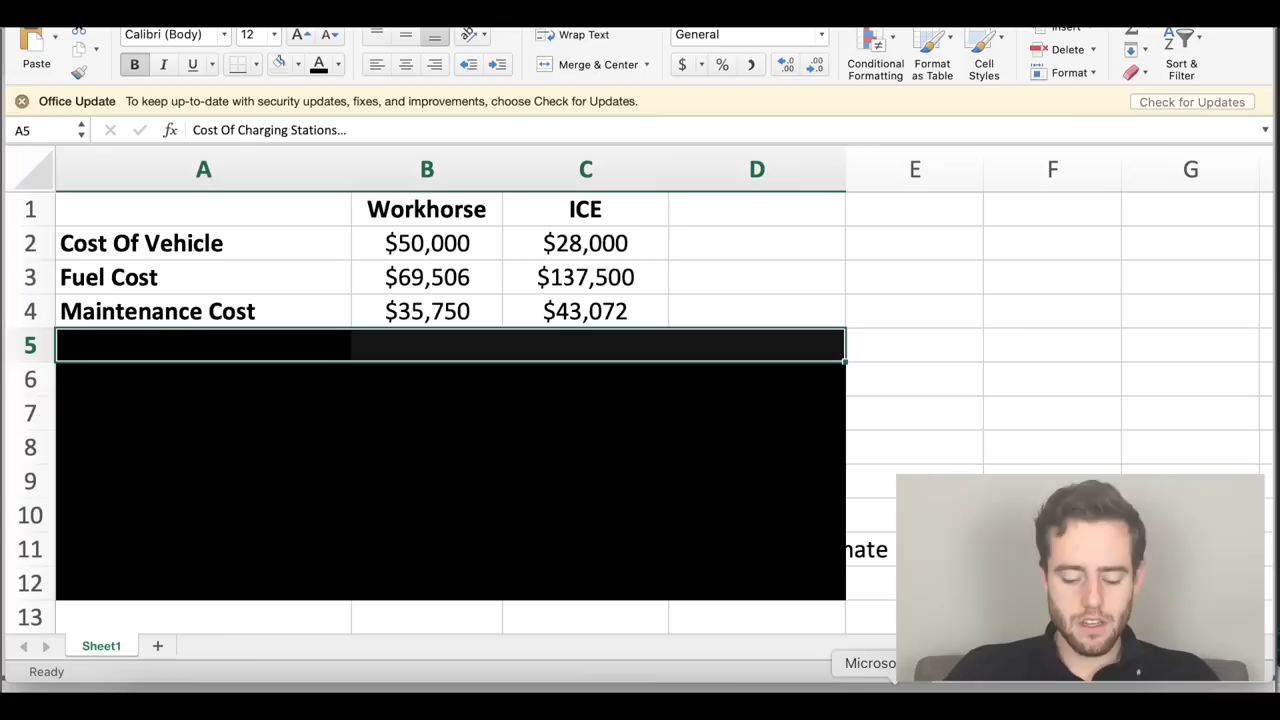 Calibri (Body) 12 A A Wrap Text General Insert
Paste B I U A Merge & Center $ % Conditional Formatting Format as Table Cell Styles Delete Format Sort & Filter
Office Update To keep up-to-date with security updates, fixes, and improvements, choose Check for Updates. Check for Updates
A5 fx Cost Of Charging Stations...
A B C D E F G
1 Workhorse ICE
2 Cost Of Vehicle $50,000 $28,000
3 Fuel Cost $69,506 $137,500
4 Maintenance Cost $35,750 $43,072
5
6
7
8
9
10
11
12
13
Sheet1 +
Ready